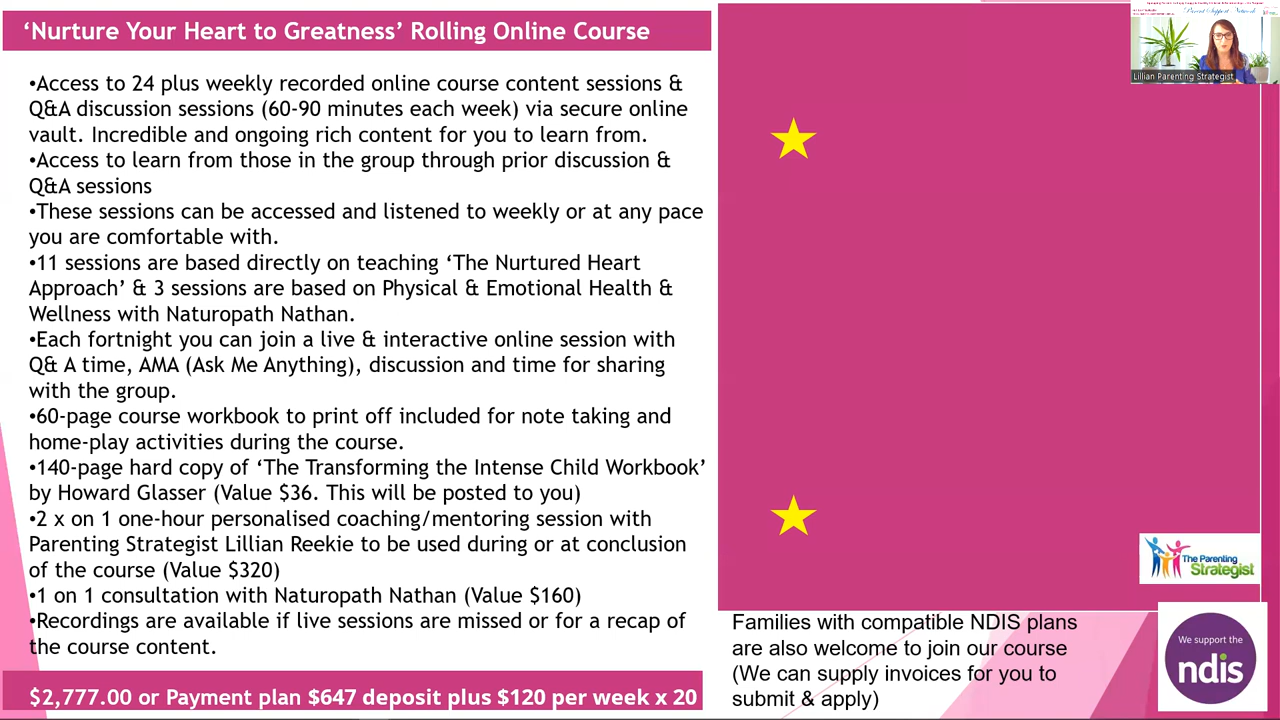 ‘Nurture Your Heart to Greatness’ Rolling Online Course
•Access to 24 plus weekly recorded online course content sessions &
Q&A discussion sessions (60-90 minutes each week) via secure online
vault. Incredible and ongoing rich content for you to learn from.
•Access to learn from those in the group through prior discussion &
Q&A sessions
•These sessions can be accessed and listened to weekly or at any pace
you are comfortable with.
•11 sessions are based directly on teaching ‘The Nurtured Heart
Approach’ & 3 sessions are based on Physical & Emotional Health &
Wellness with Naturopath Nathan.
•Each fortnight you can join a live & interactive online session with
Q& A time, AMA (Ask Me Anything), discussion and time for sharing
with the group.
•60-page course workbook to print off included for note taking and
home-play activities during the course.
•140-page hard copy of ‘The Transforming the Intense Child Workbook’
by Howard Glasser (Value $36. This will be posted to you)
•2 x on 1 one-hour personalised coaching/mentoring session with
Parenting Strategist Lillian Reekie to be used during or at conclusion
of the course (Value $320)
•1 on 1 consultation with Naturopath Nathan (Value $160)
•Recordings are available if live sessions are missed or for a recap of
the course content.
$2,777.00 or Payment plan $647 deposit plus $120 per week x 20
Parent Support Network
Lillian Parenting Strategist
The Parenting
Strategist
Families with compatible NDIS plans
are also welcome to join our course
(We can supply invoices for you to
submit & apply)
We support the
ndis